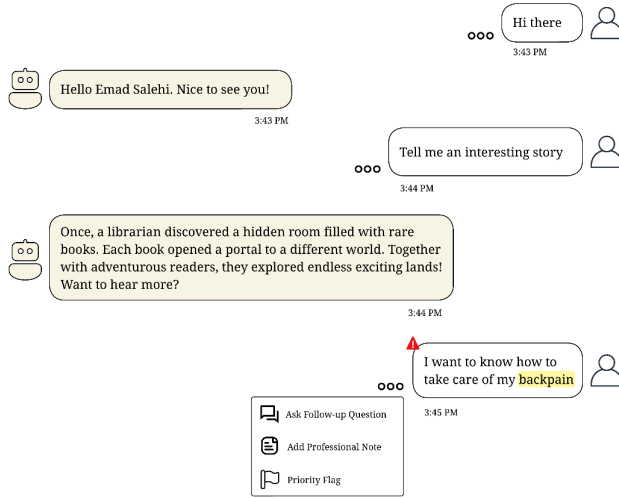 Hi there
3:43 PM
Hello Emad Salehi. Nice to see you!
3:43 PM
Tell me an interesting story
3:44 PM
Once, a librarian discovered a hidden room filled with rare
books. Each book opened a portal to a different world. Together
with adventurous readers, they explored endless exciting lands!
Want to hear more?
3:44 PM
I want to know how to
take care of my backpain
3:45 PM
Ask Follow-up Question
Add Professional Note
Priority Flag